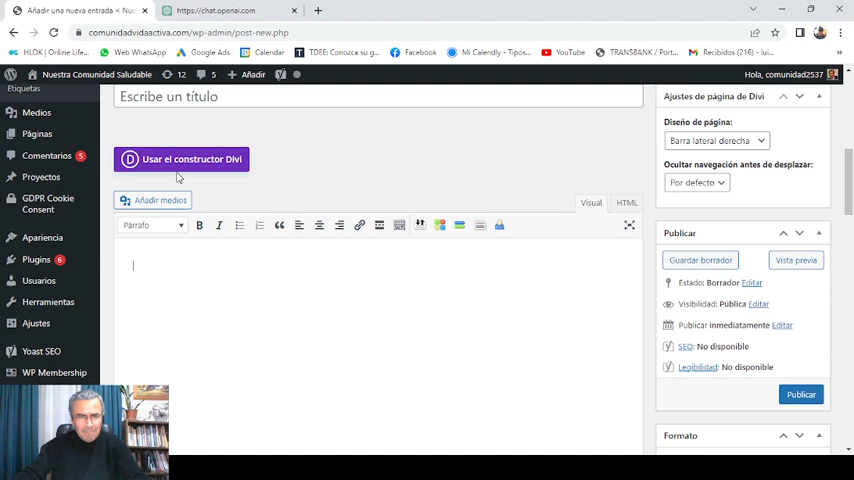 Añadir una nueva entrada < Nue
https://chat.openai.com
comunidadvidaactiva.com/wp-admin/post-new.php
HLOK | Online Life...
Web WhatsApp
Google Ads
Calendar
TDEE: Conozca su g...
Facebook
Mi Calendly - Tipos...
YouTube
TRANSBANK / Port...
Recibidos (216) - lui...
Nuestra Comunidad Saludable
12
5
Añadir
Hola, comunidad2537
Etiquetas
Medios
Páginas
Comentarios 5
Proyectos
GDPR Cookie
Consent
Apariencia
Plugins 6
Usuarios
Herramientas
Ajustes
Yoast SEO
WP Membership
Escribe un título
D Usar el constructor Divi
Añadir medios
Visual
HTML
Párrafo
B I
Ajustes de página de Divi
Diseño de página:
Barra lateral derecha
Ocultar navegación antes de desplazar:
Por defecto
Publicar
Guardar borrador
Vista previa
Estado: Borrador Editar
Visibilidad: Pública Editar
Publicar inmediatamente Editar
SEO: No disponible
Legibilidad: No disponible
Publicar
Formato